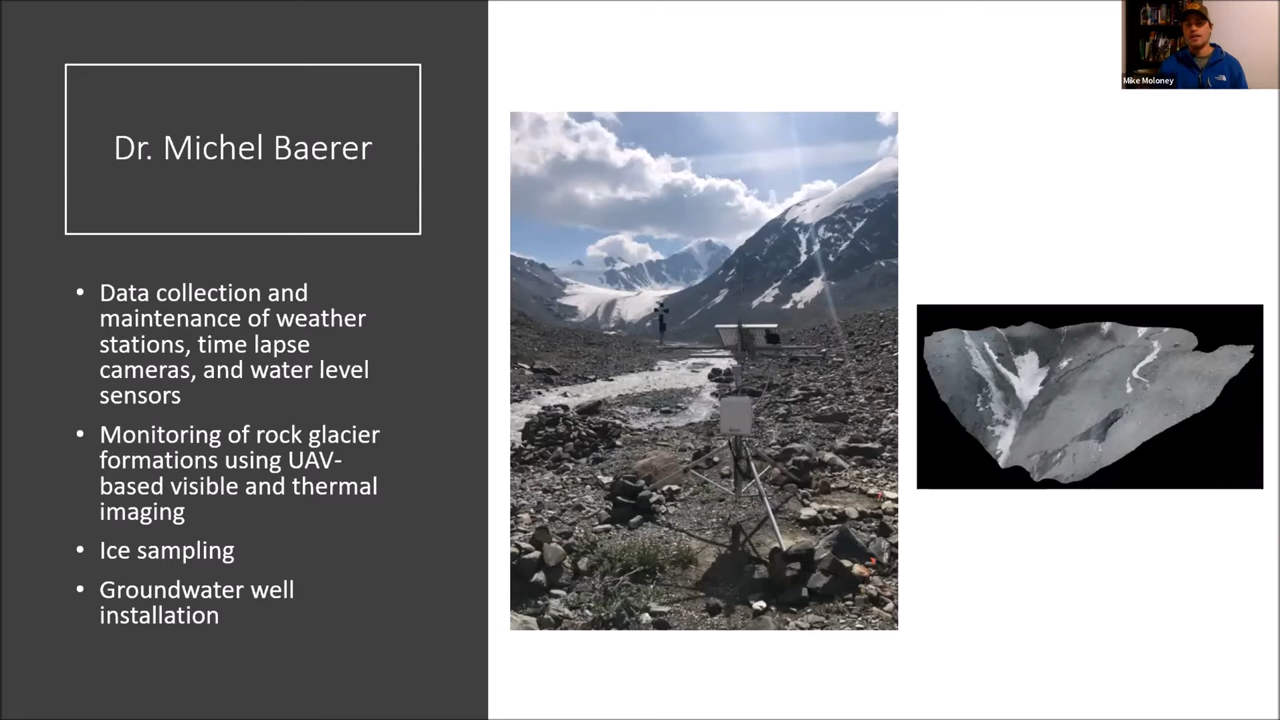 Mike Moloney
Dr. Michel Baerer
• Data collection and
maintenance of weather
stations, time lapse
cameras, and water level
sensors
• Monitoring of rock glacier
formations using UAV-
based visible and thermal
imaging
• Ice sampling
• Groundwater well
installation